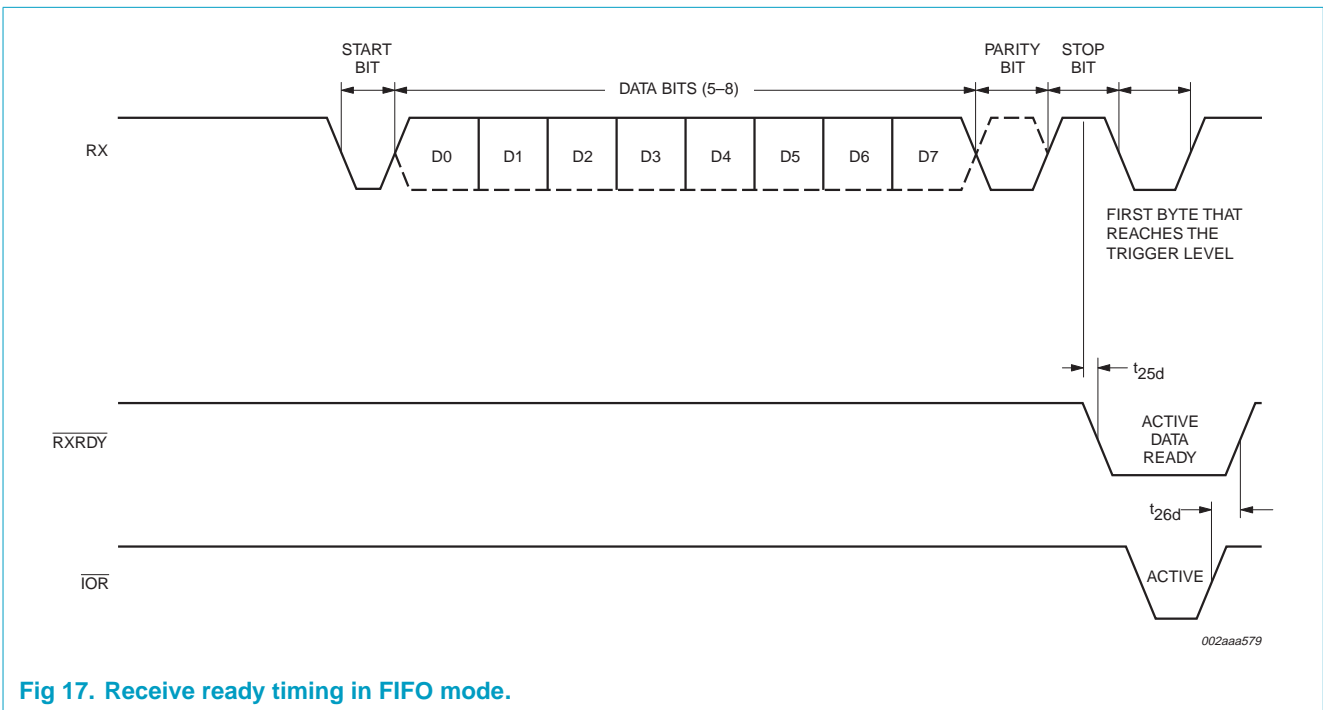 START
BIT
DATA BITS (5–8)
PARITY
BIT
STOP
BIT
RX
D0
D1
D2
D3
D4
D5
D6
D7
FIRST BYTE THAT
REACHES THE
TRIGGER LEVEL
t25d
RXRDY
ACTIVE
DATA
READY
t26d
IOR
ACTIVE
002aaa579
Fig 17. Receive ready timing in FIFO mode.